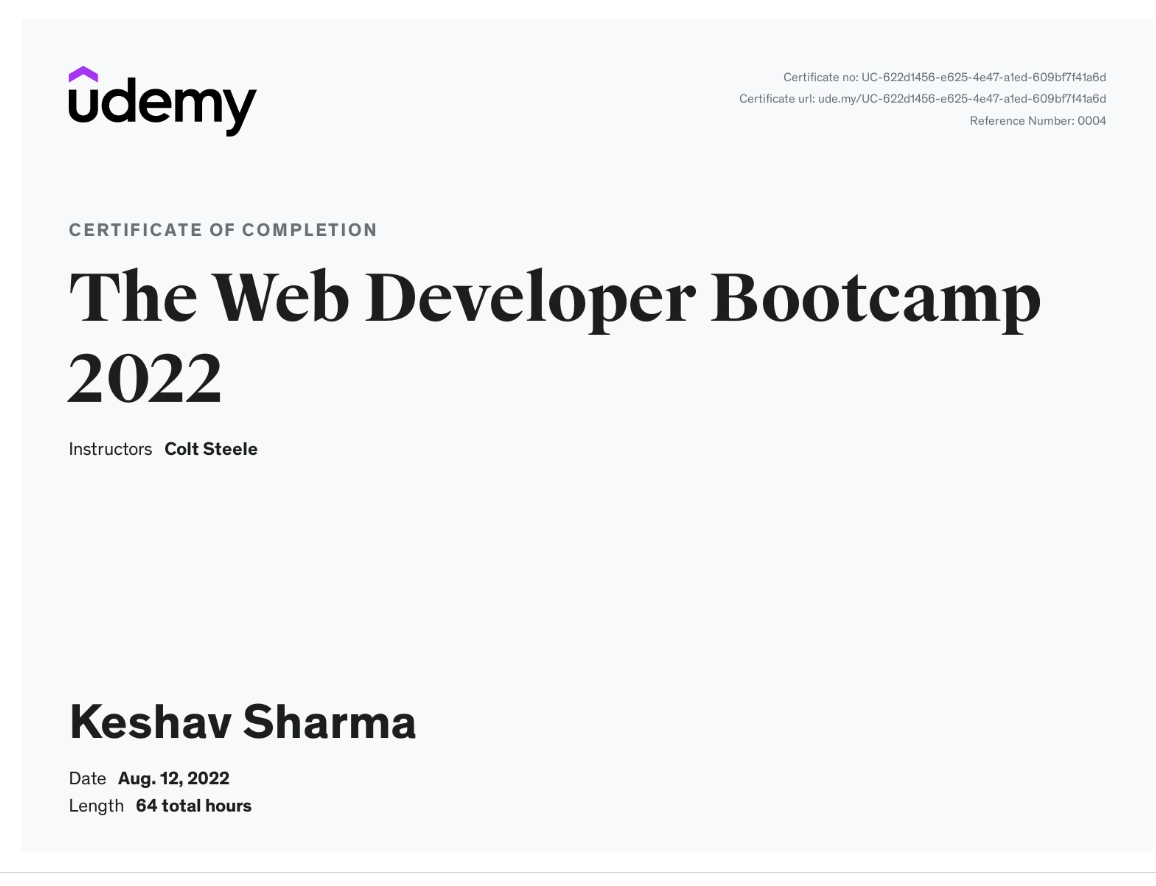 udemy
Certificate no: UC-622d1456-e625-4e47-a1ed-609bf7f41a6d
Certificate url: ude.my/UC-622d1456-e625-4e47-a1ed-609bf7f41a6d
Reference Number: 0004
CERTIFICATE OF COMPLETION
The Web Developer Bootcamp
2022
Instructors Colt Steele
Keshav Sharma
Date Aug. 12, 2022
Length 64 total hours